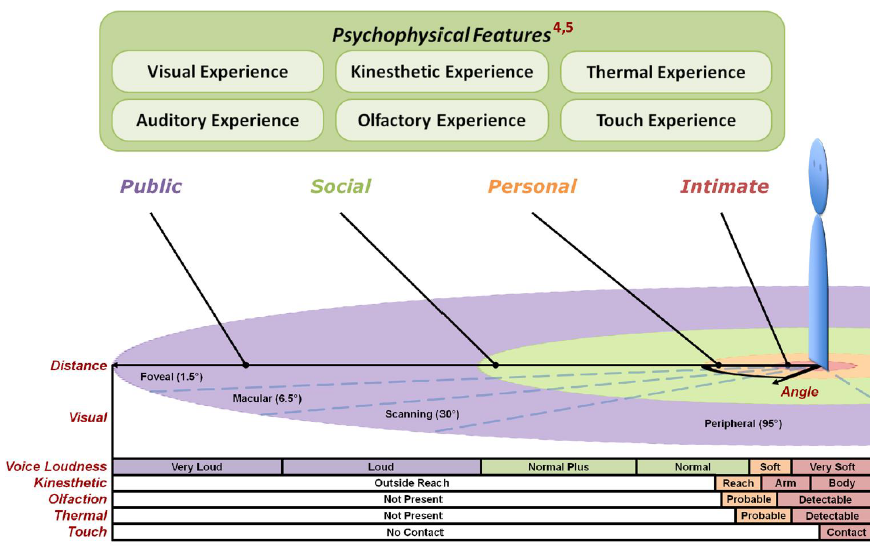 Psychophysical Features4,5
Visual Experience
Kinesthetic Experience
Thermal Experience
Auditory Experience
Olfactory Experience
Touch Experience
Public
Social
Personal
Intimate
Distance
Foveal (1.5°)
Macular (6.5°)
Angle
Scanning (30°)
Visual
Peripheral (95°)
Voice Loudness Very Loud Loud Normal Plus Normal Soft Very Soft
Kinesthetic Outside Reach Reach Arm Body
Olfaction Not Present Probable Detectable
Thermal Not Present Probable Detectable
Touch No Contact Contact